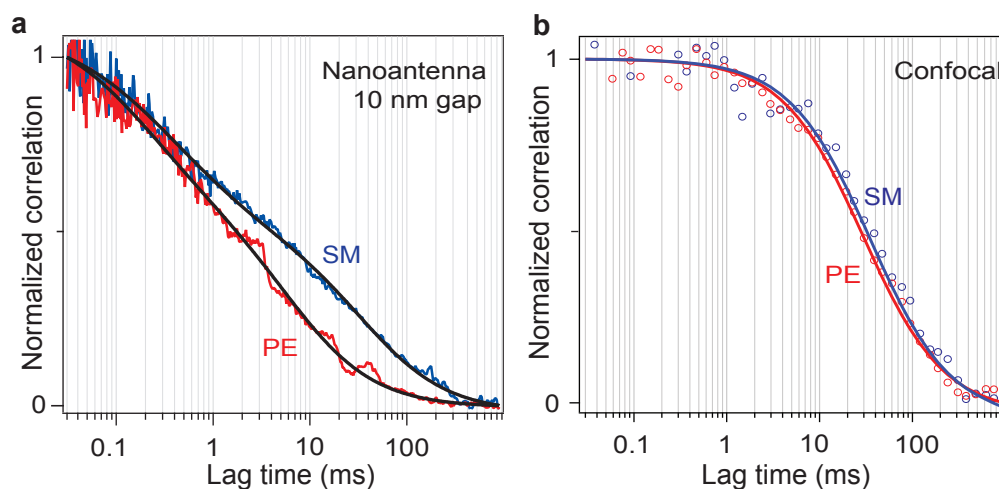 a
1
Nanoantenna
10 nm gap
SM
PE
0
Normalized correlation
0.1 1 10 100
Lag time (ms)
b
1
Confocal
SM
PE
0
Normalized correlation
0.1 1 10 100
Lag time (ms)